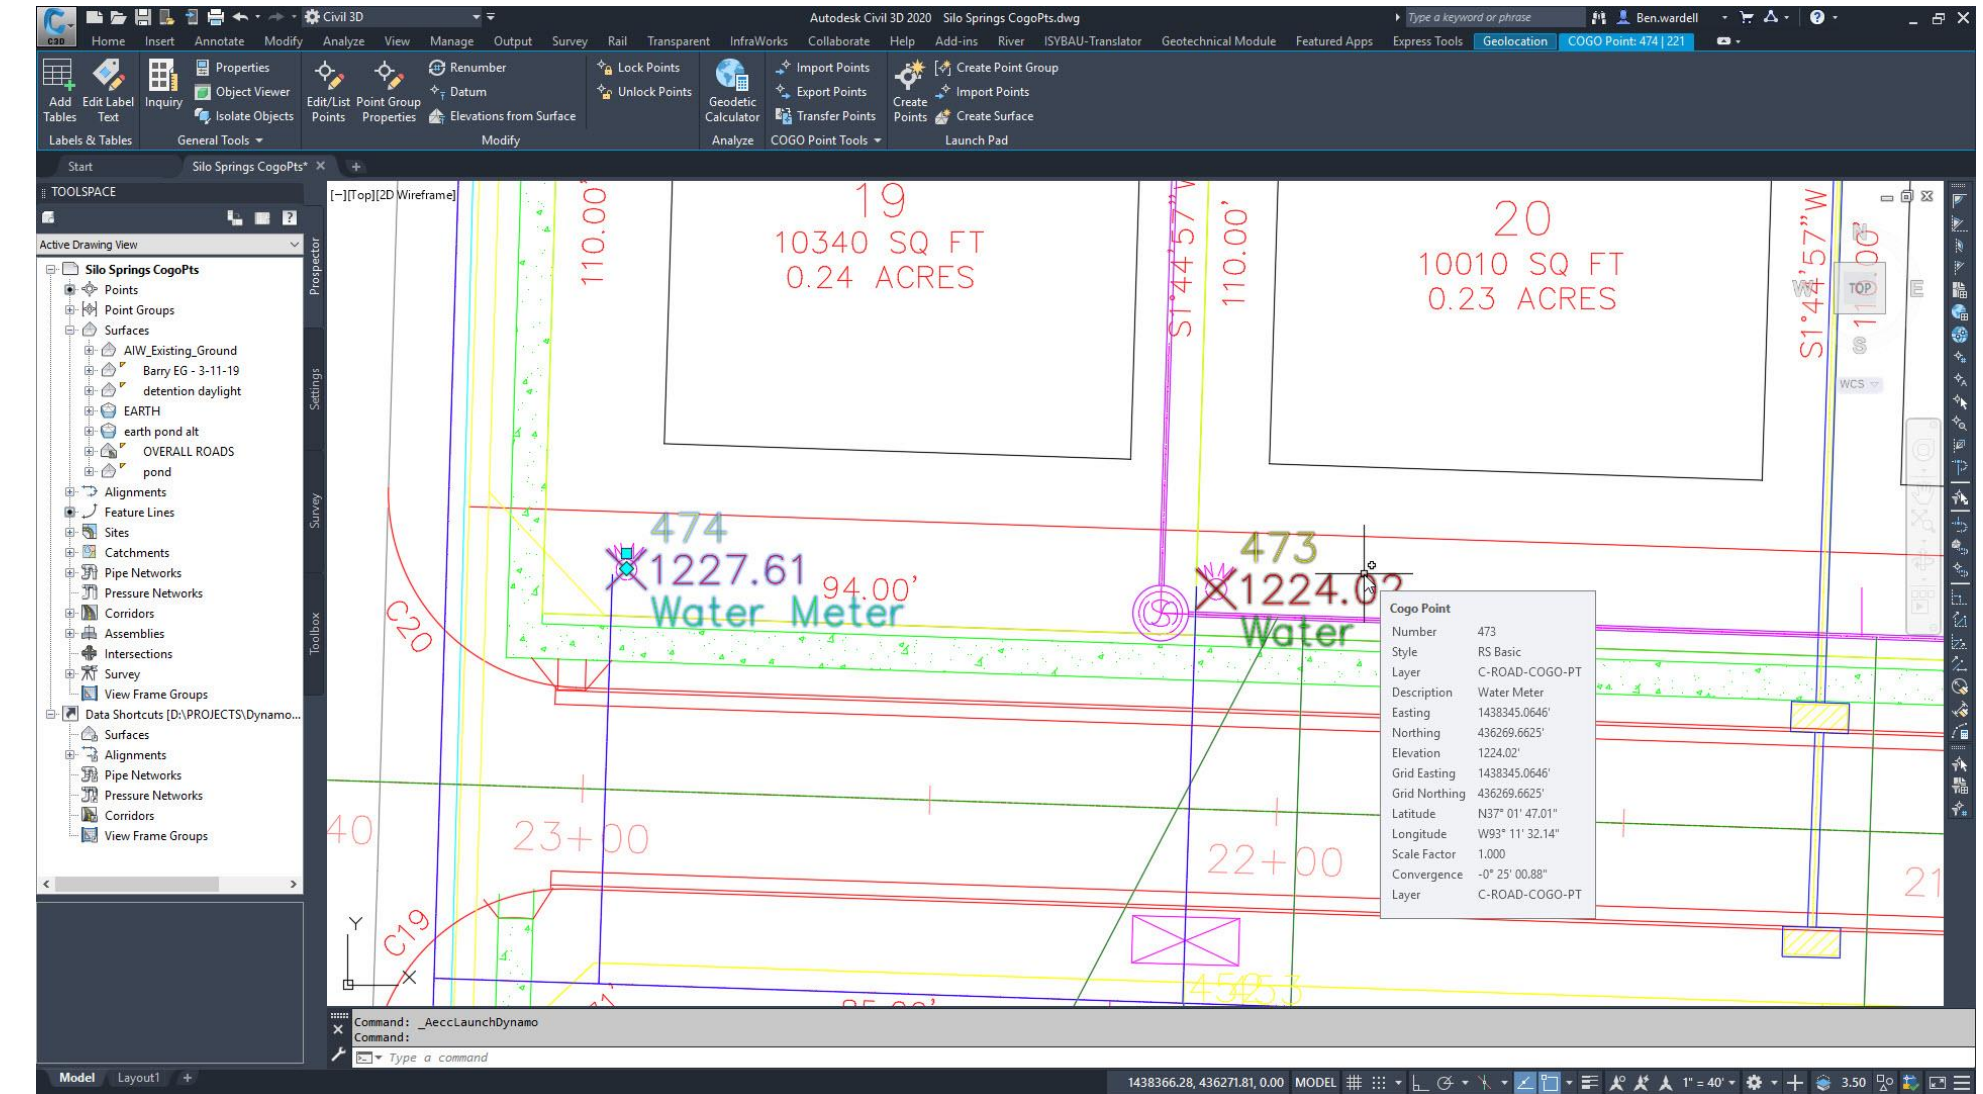 Civil 3D
Autodesk Civil 3D 2020 Silo Springs CogoPts.dwg
Type a keyword or phrase
Ben.wardell
C3D
Home Insert Annotate Modify Analyze View Manage Output Survey Rail Transparent InfraWorks Collaborate Help Add-ins River ISYBAU-Translator Geotechnical Module Featured Apps Express Tools Geolocation COGO Point: 474 | 221
Add Tables
Edit Label Text
Labels & Tables
Inquiry
Properties
Object Viewer
Isolate Objects
General Tools
Edit/List Points
Point Group Properties
Renumber
Datum
Elevations from Surface
Lock Points
Unlock Points
Modify
Geodetic Calculator
Analyze
Import Points
Export Points
Transfer Points
COGO Point Tools
Create Points
Create Point Group
Import Points
Create Surface
Launch Pad
Start
Silo Springs CogoPts*
TOOLSPACE
Active Drawing View
Silo Springs CogoPts
Points
Point Groups
Surfaces
AIW_Existing_Ground
Barry EG - 3-11-19
detention daylight
EARTH
earth pond alt
OVERALL ROADS
pond
Alignments
Feature Lines
Sites
Catchments
Pipe Networks
Pressure Networks
Corridors
Assemblies
Intersections
Survey
View Frame Groups
Data Shortcuts [D:\PROJECTS\Dynamo...
Surfaces
Alignments
Pipe Networks
Pressure Networks
Corridors
View Frame Groups
Prospector
Settings
Survey
Toolbox
[−][Top][2D Wireframe]
110.00'
19
10340 SQ FT
0.24 ACRES
S1°44'57"W
110.00'
20
10010 SQ FT
0.23 ACRES
S1°44'57"W
N
W
TOP
E
S
WCS
474
1227.61
Water Meter
94.00'
473
1224.02
Water
C20
C19
40
23+00
22+00
21
Y
X
Cogo Point
Number 473
Style RS Basic
Layer C-ROAD-COGO-PT
Description Water Meter
Easting 1438345.0646'
Northing 436269.6625'
Elevation 1224.02'
Grid Easting 1438345.0646'
Grid Northing 436269.6625'
Latitude N37° 01' 47.01"
Longitude W93° 11' 32.14"
Scale Factor 1.000
Convergence -0° 25' 00.88"
Layer C-ROAD-COGO-PT
Command: _AeccLaunchDynamo
Command:
Type a command
Model Layout1 +
1438366.28, 436271.81, 0.00 MODEL
1" = 40'
3.50